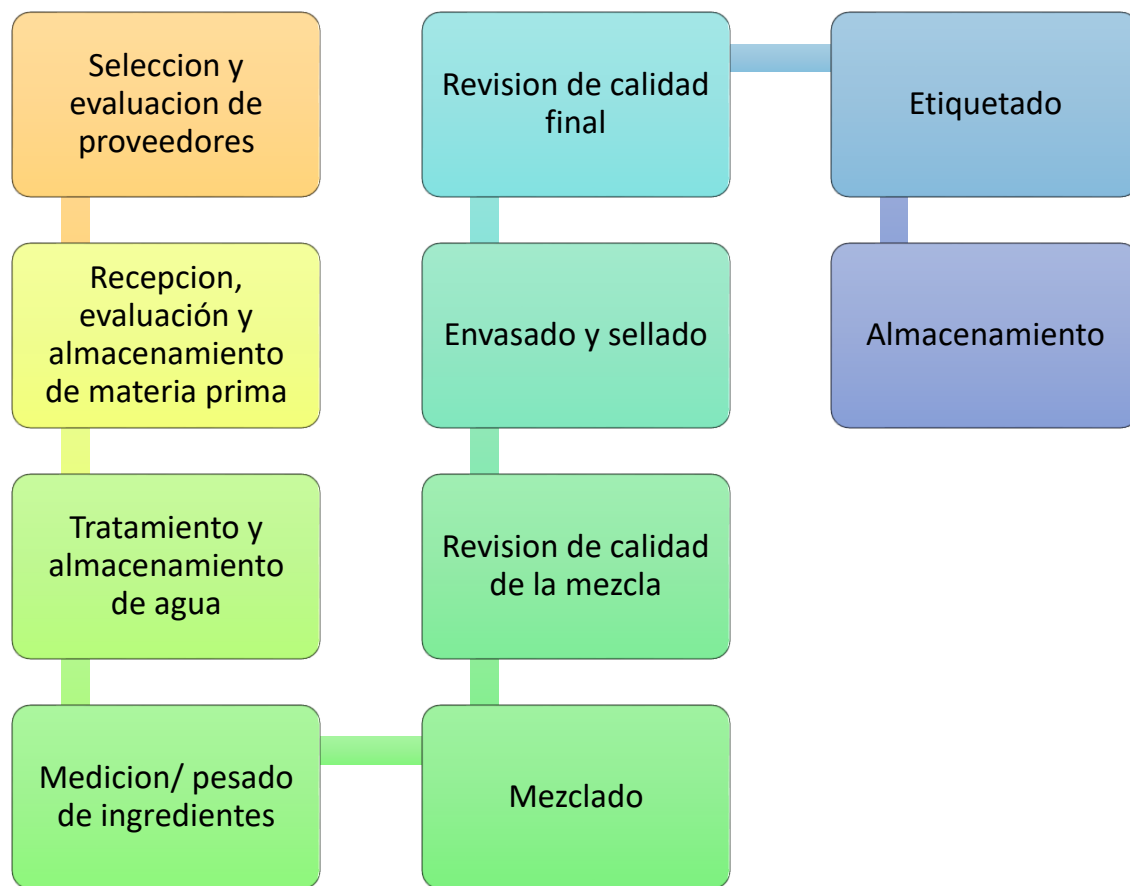 Seleccion y
evaluacion de
proveedores
Recepcion,
evaluación y
almacenamiento
de materia prima
Tratamiento y
almacenamiento
de agua
Medicion/ pesado
de ingredientes
Mezclado
Revision de calidad
de la mezcla
Envasado y sellado
Revision de calidad
final
Etiquetado
Almacenamiento